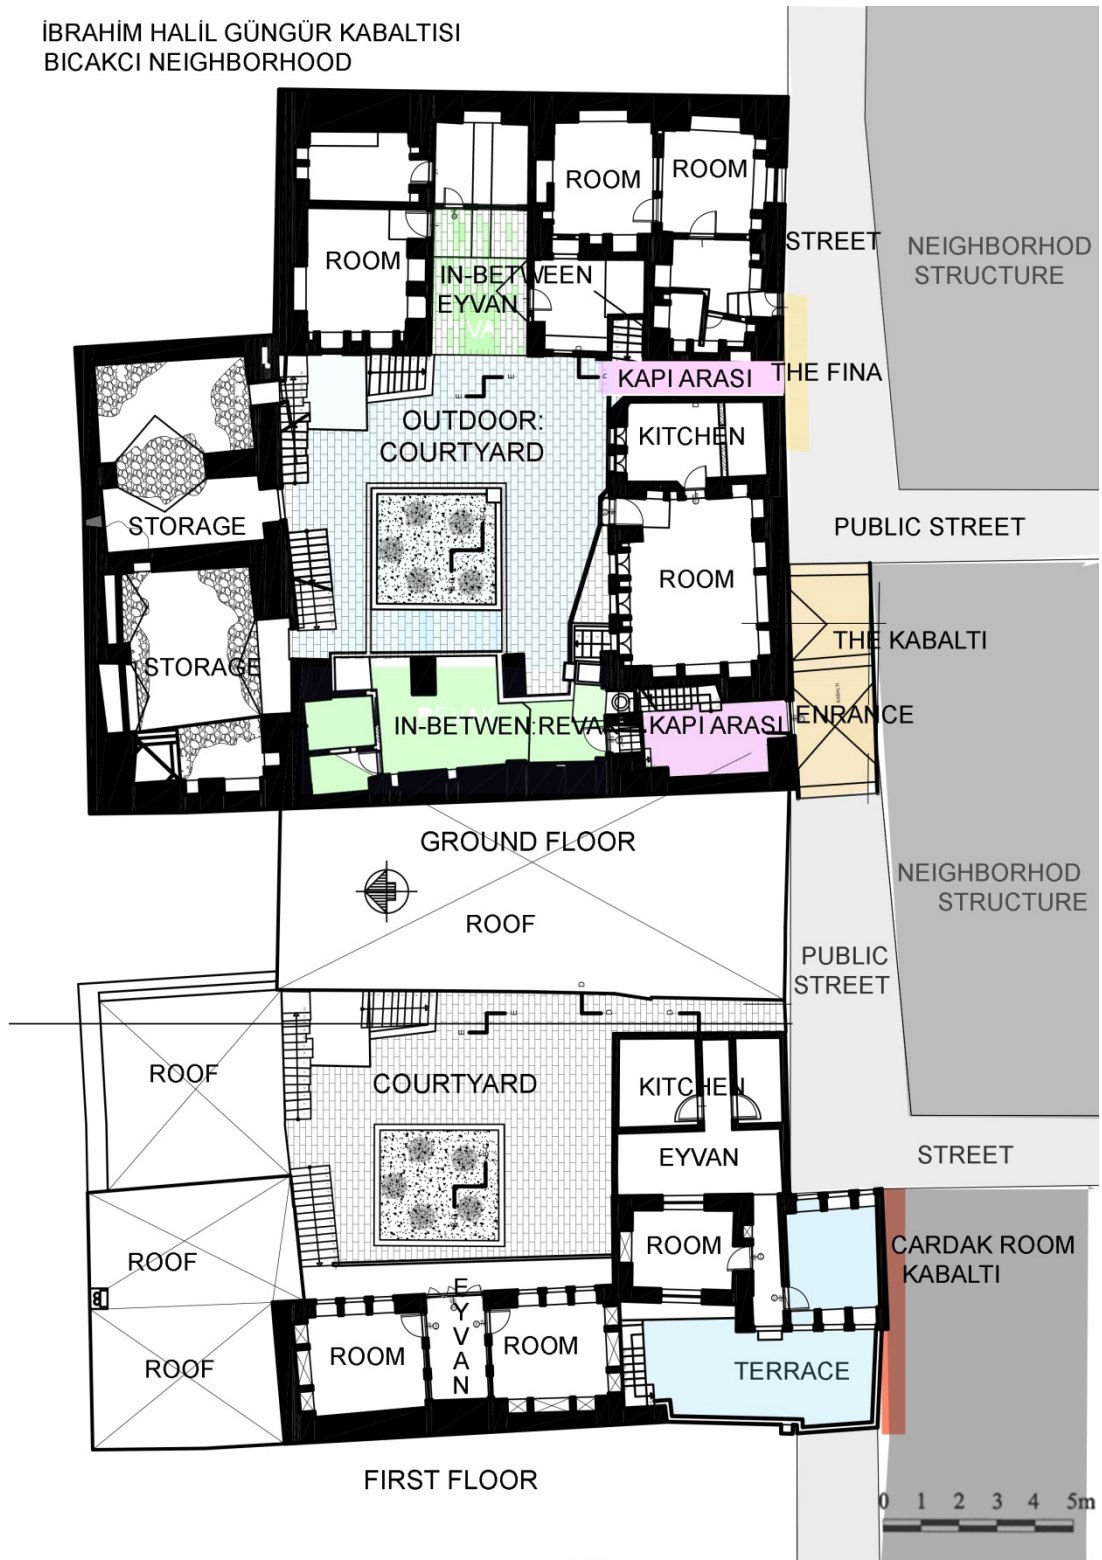 İBRAHİM HALİL GÜNGÜR KABALTISI
BICAKCI NEIGHBORHOOD
ROOM
ROOM
STREET
NEIGHBORHOD
STRUCTURE
ROOM
IN-BETWEEN
EYVAN
VA
KAPI ARASI
THE FINA
OUTDOOR:
COURTYARD
KITCHEN
STORAGE
PUBLIC STREET
ROOM
STORAGE
THE KABALTI
KABALTI
IN-BETWEN:REVA
KAPI ARASI
ENRANCE
GROUND FLOOR
NEIGHBORHOD
STRUCTURE
ROOF
PUBLIC
STREET
D
E
E
D
ROOF
COURTYARD
KITCHEN
EYVAN
STREET
ROOM
CARDAK ROOM
KABALTI
ROOF
EYVAN
ROOM
ROOM
ROOF
TERRACE
FIRST FLOOR
0 1 2 3 4 5m